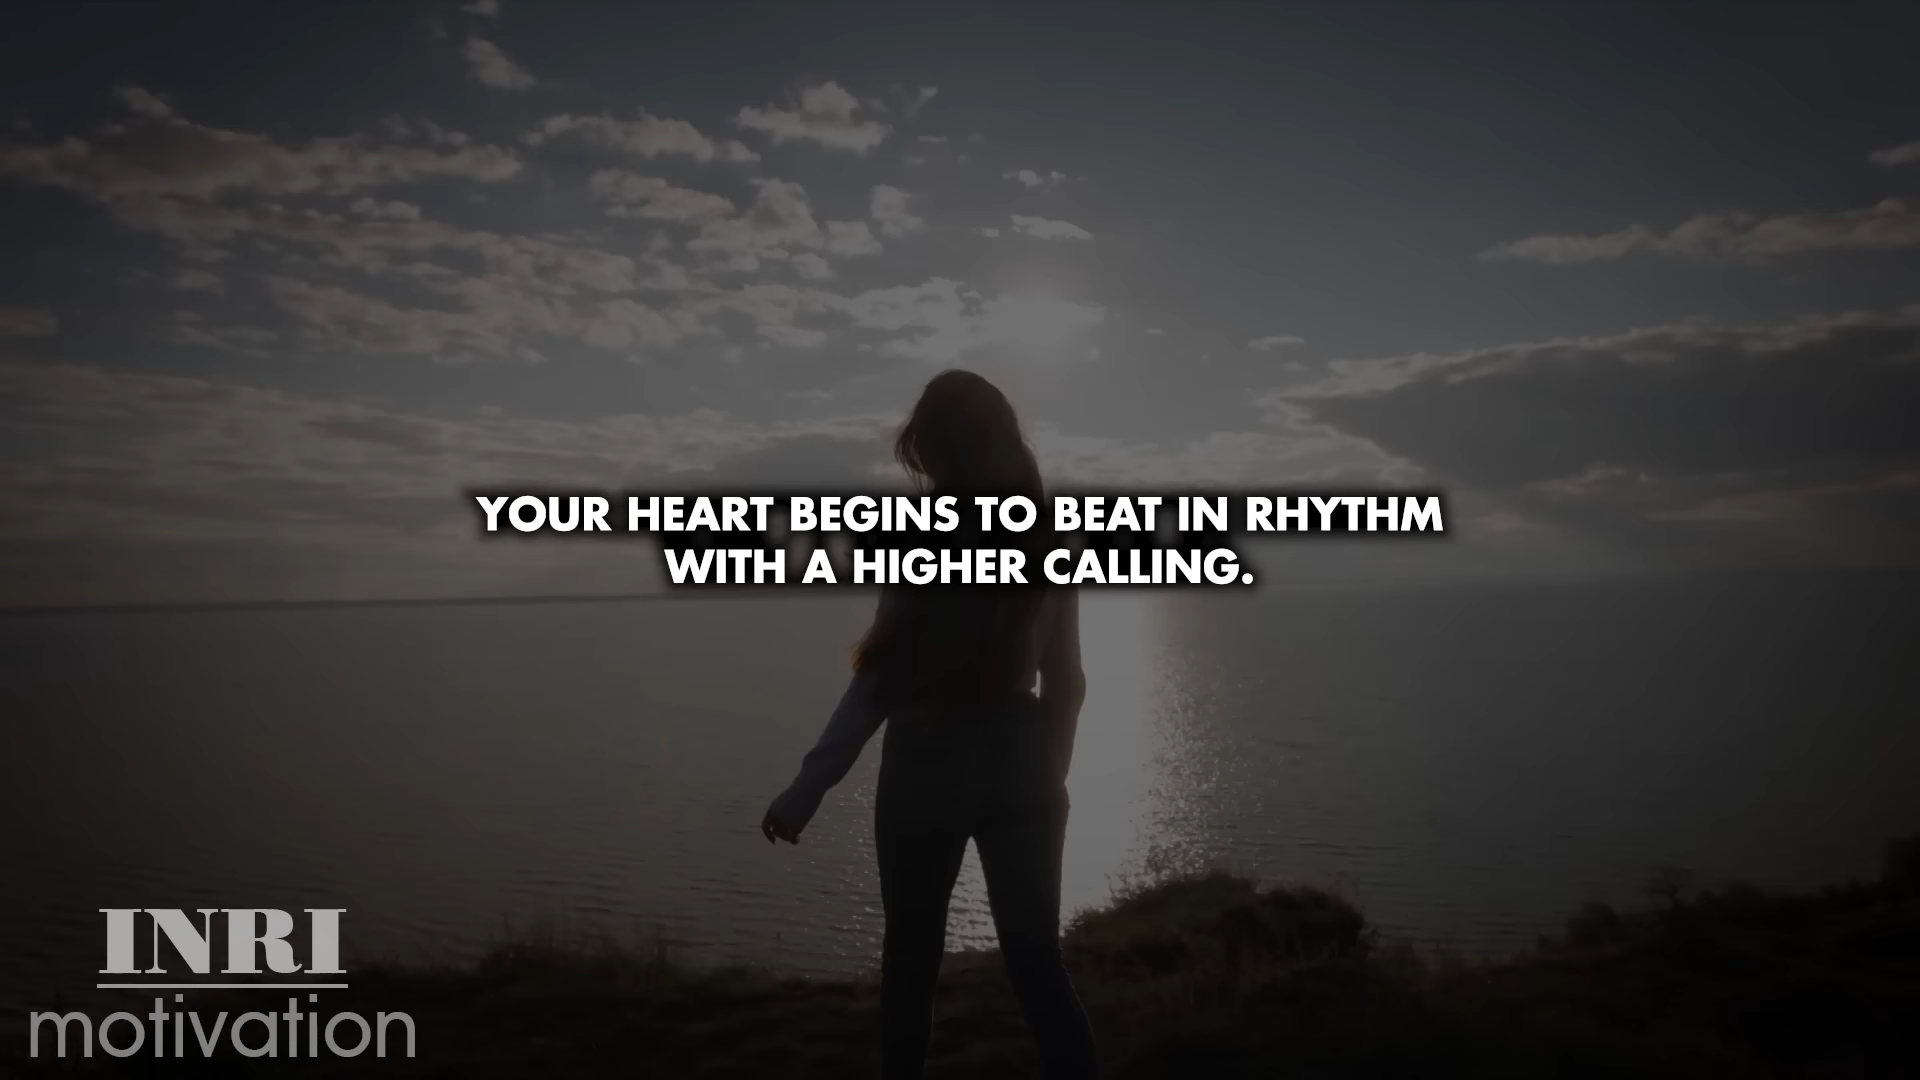 YOUR HEART BEGINS TO BEAT IN RHYTHM
WITH A HIGHER CALLING.
INRI
motivation